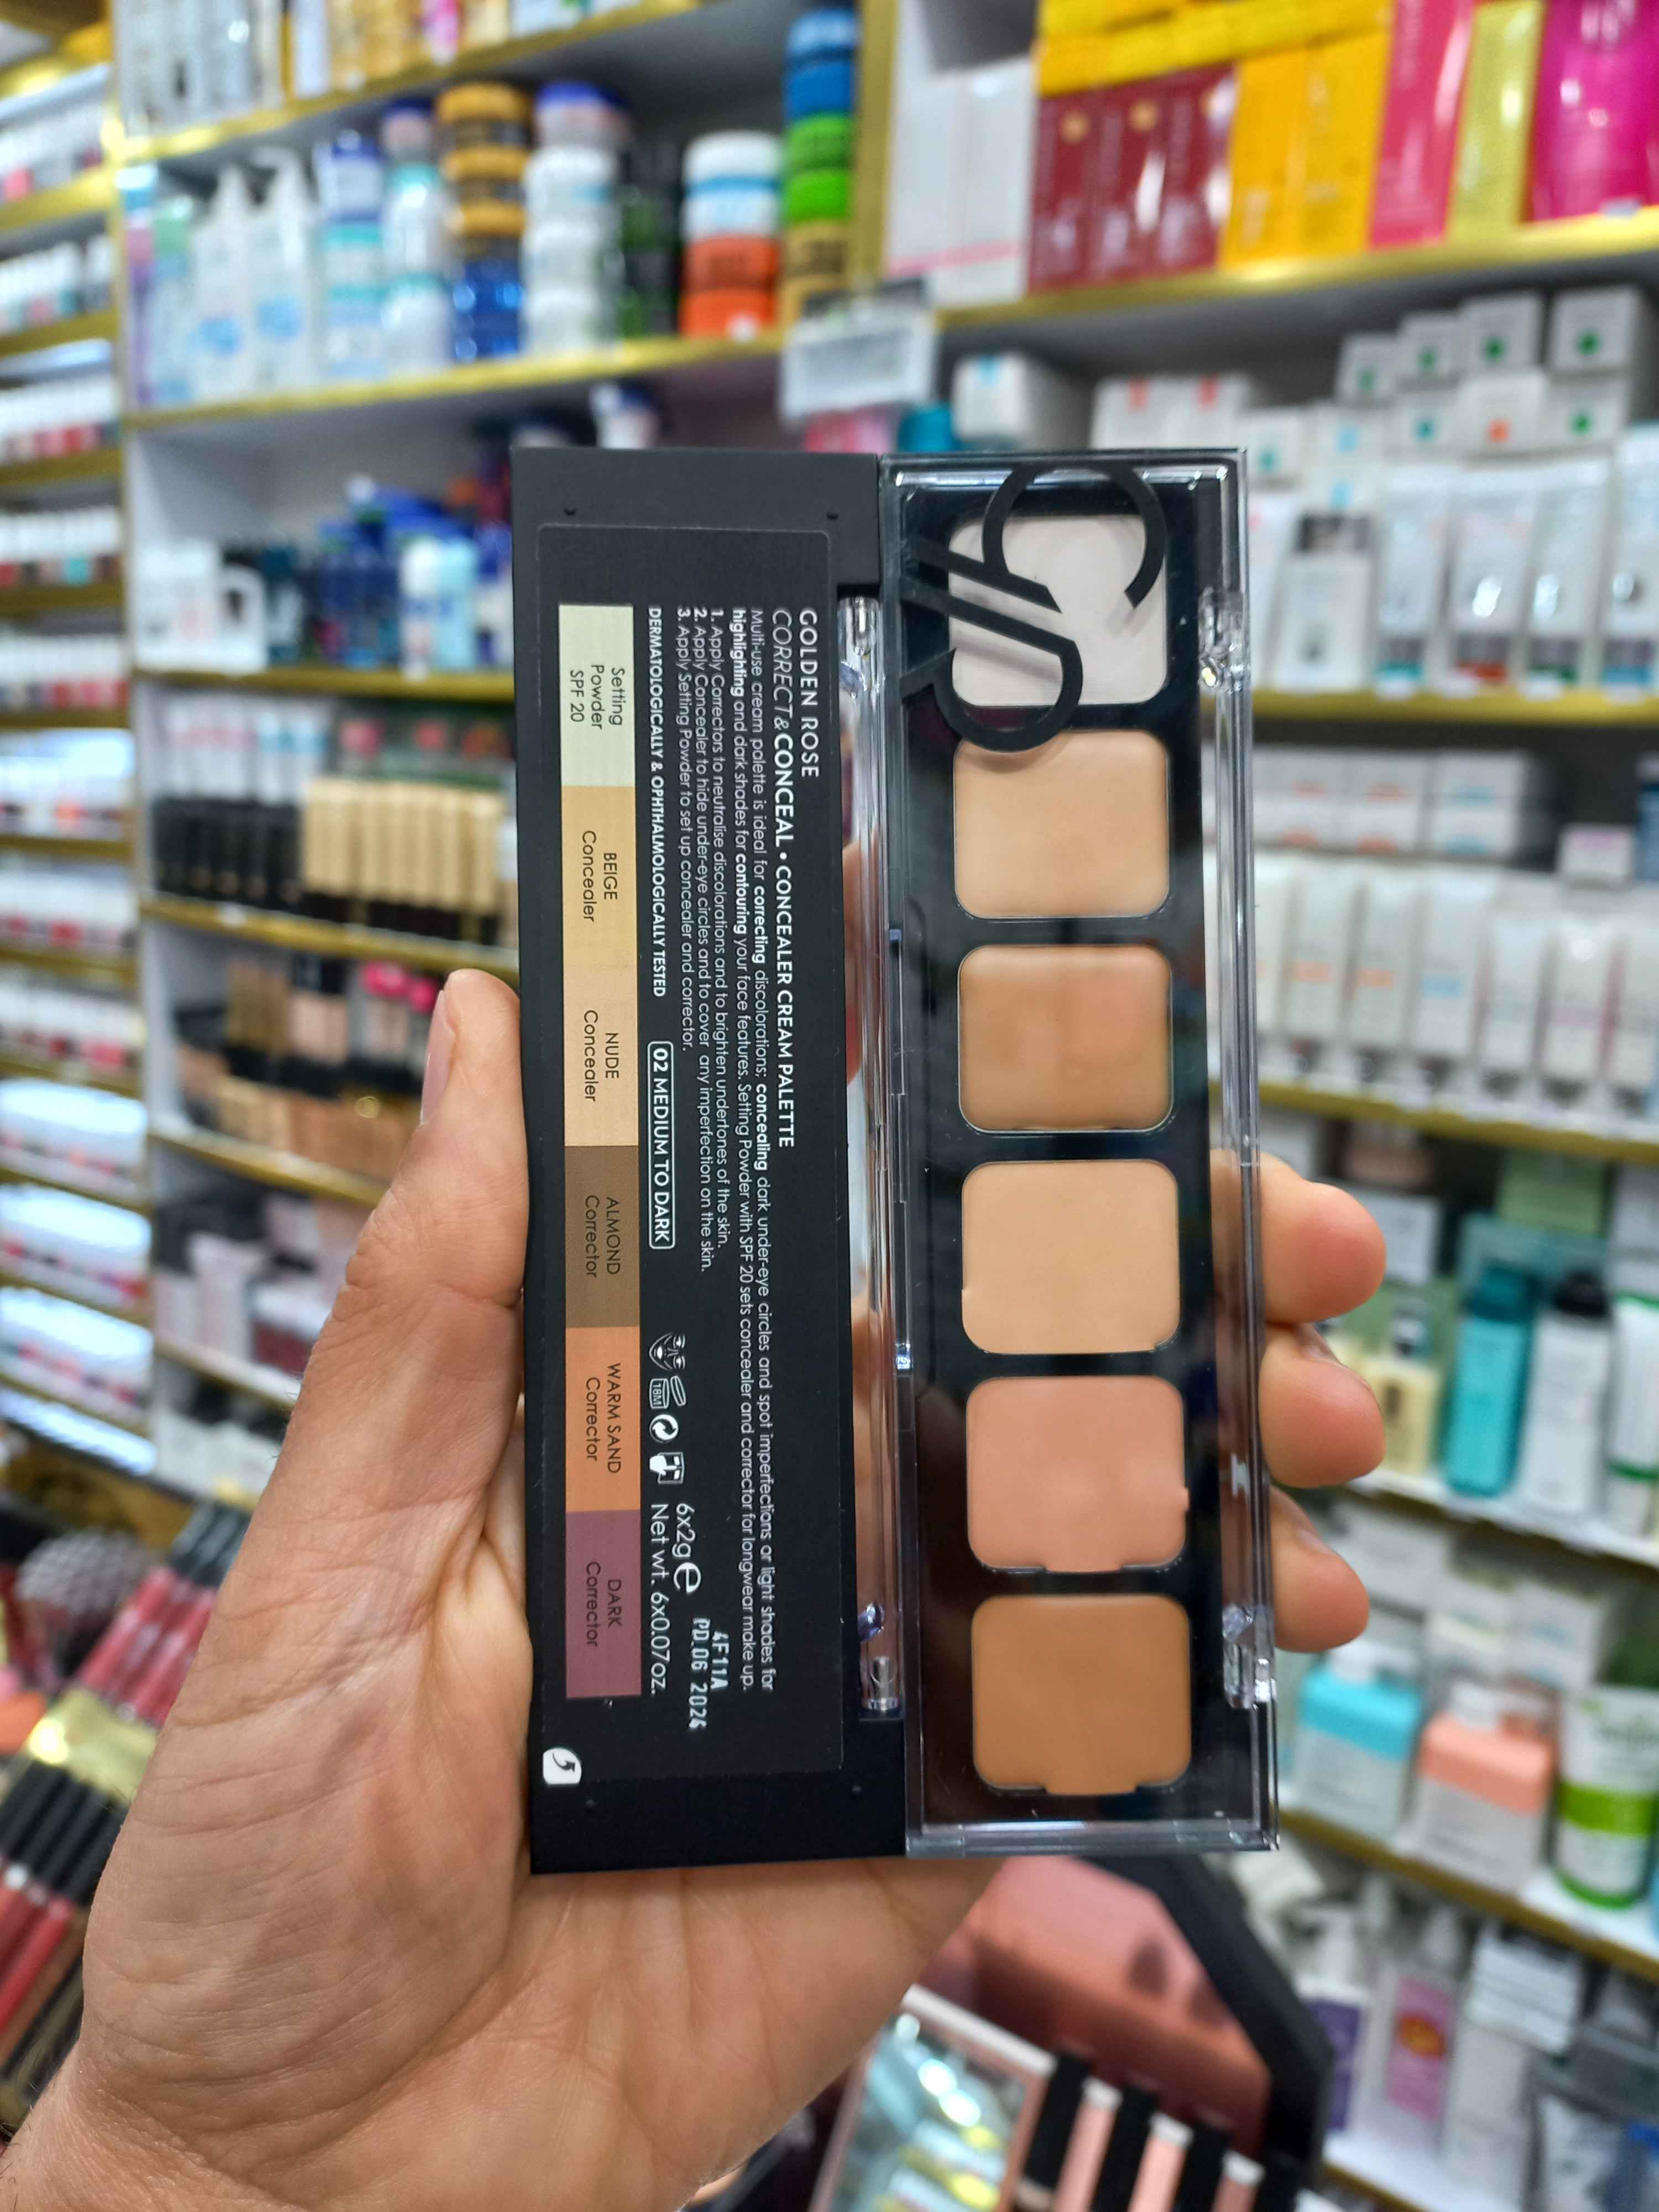 GOLDEN ROSE
CORRECT & CONCEAL • CONCEALER CREAM PALETTE
Multi-use cream palette is ideal for correcting discolorations; concealing dark under-eye circles and spot imperfections or light shades for
highlighting and dark shades for contouring your face features. Setting Powder with SPF 20 sets concealer and corrector for longwear make up.
1. Apply Correctors to neutralise discolorations and to brighten undertones of the skin.
2. Apply Concealer to hide under-eye circles and to cover any imperfection on the skin.
3. Apply Setting Powder to set up concealer and corrector.
DERMATOLOGICALLY & OPHTHALMOLOGICALLY TESTED
02 MEDIUM TO DARK
18M
6x2g e
Net wt. 6x0.07oz.
4F11A
PD.06 2024
Setting
Powder
SPF 20
BEIGE
Concealer
NUDE
Concealer
ALMOND
Corrector
WARM SAND
Corrector
DARK
Corrector
GR